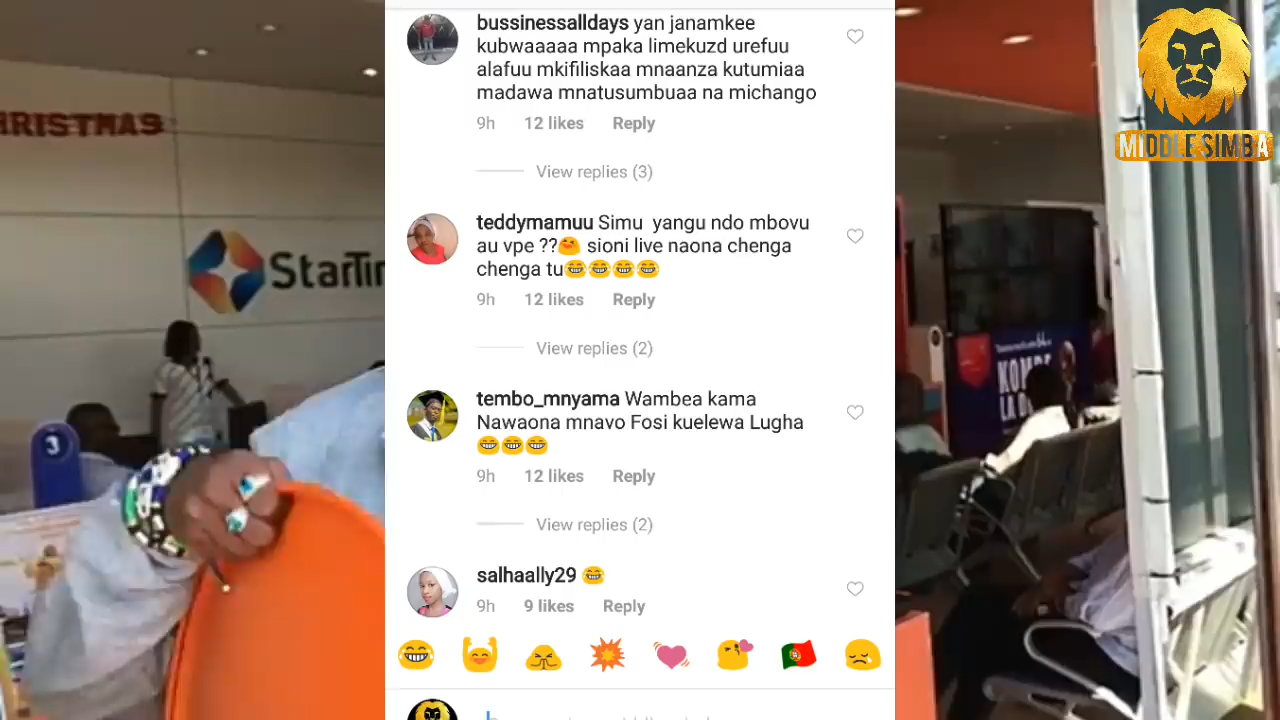 bussinessalldays yan janamkee
kubwaaaaa mpaka limekuzd urefuu
alafuu mkifiliskaa mnaanza kutumiaa
madawa mnatusumbuaa na michango
9h 12 likes Reply
View replies (3)
teddymamuu Simu yangu ndo mbovu
au vpe ??😆 sioni live naona chenga
chenga tu😂😂😂😂
9h 12 likes Reply
View replies (2)
tembo_mnyama Wambea kama
Nawaona mnavo Fosi kuelewa Lugha
😂😂😂
9h 12 likes Reply
View replies (2)
salhaally29 😂
9h 9 likes Reply
😂 🙌 🙏 💥 💓 😘 🇵🇹 😢
HRISTMAS
StarTim
3
KOMBE
LA D
MIDDLE SIMBA